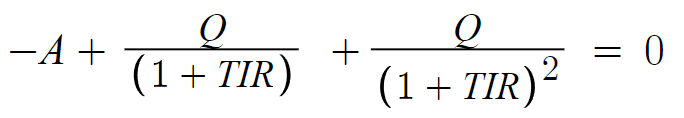 −A + Q/(1 + TIR) + Q/(1 + TIR)² = 0